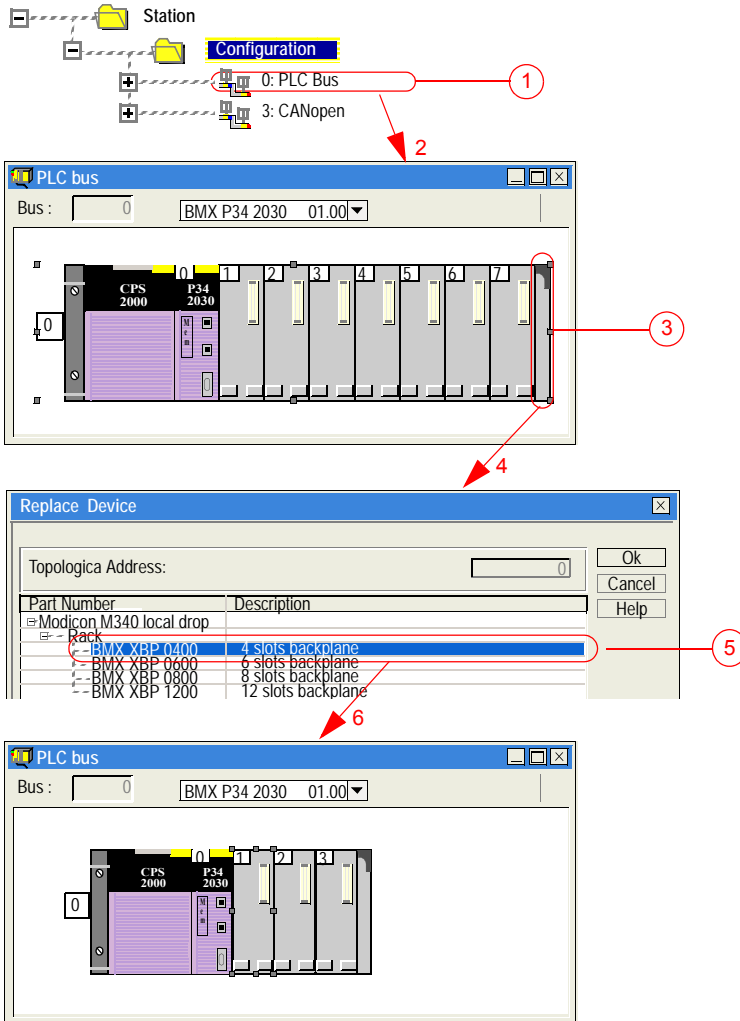 Station
Configuration
0: PLC Bus
1
3: CANopen
2
PLC bus
Bus : 0 BMX P34 2030 01.00
0 1 2 3 4 5 6 7
CPS 2000 P34 2030
Mem
0
0
3
4
Replace Device
Topologica Address: 0
Ok
Cancel
Help
Part Number Description
Modicon M340 local drop
Rack
BMX XBP 0400 4 slots backplane
5
BMX XBP 0600 6 slots backplane
BMX XBP 0800 8 slots backplane
BMX XBP 1200 12 slots backplane
6
PLC bus
Bus : 0 BMX P34 2030 01.00
0 1 2 3
CPS 2000 P34 2030
Mem
0
0